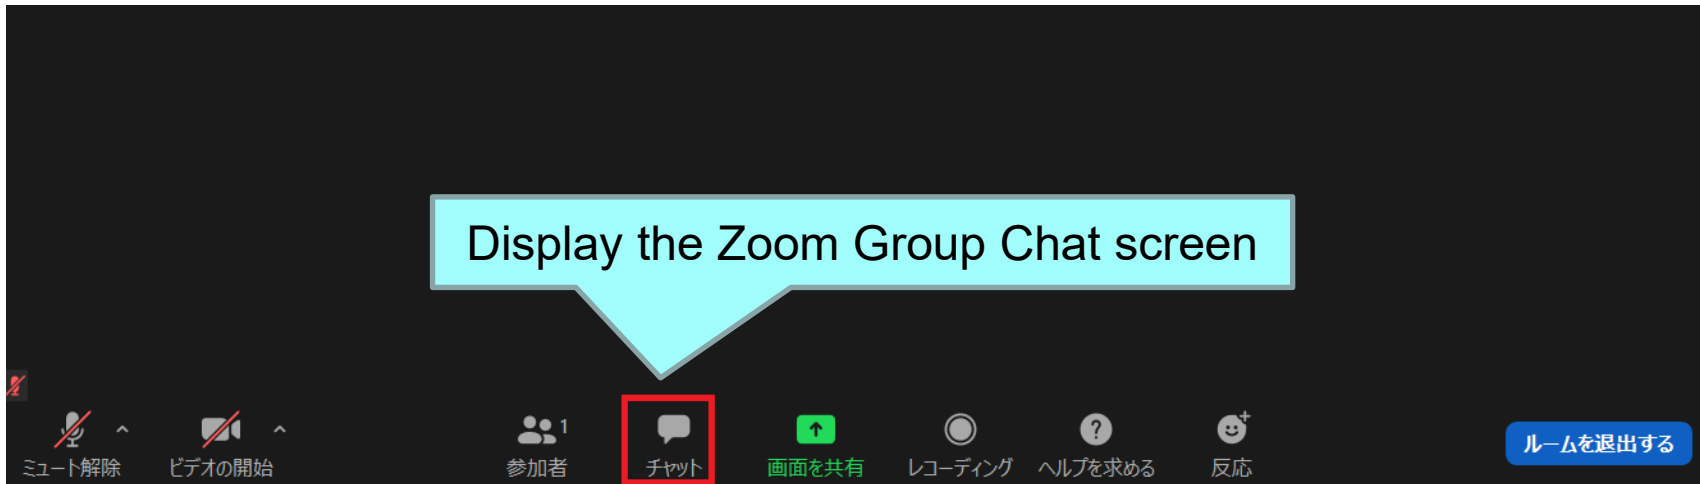 Display the Zoom Group Chat screen
1
ミュート解除 ビデオの開始 参加者 チャット 画面を共有 レコーディング ヘルプを求める 反応 ルームを退出する